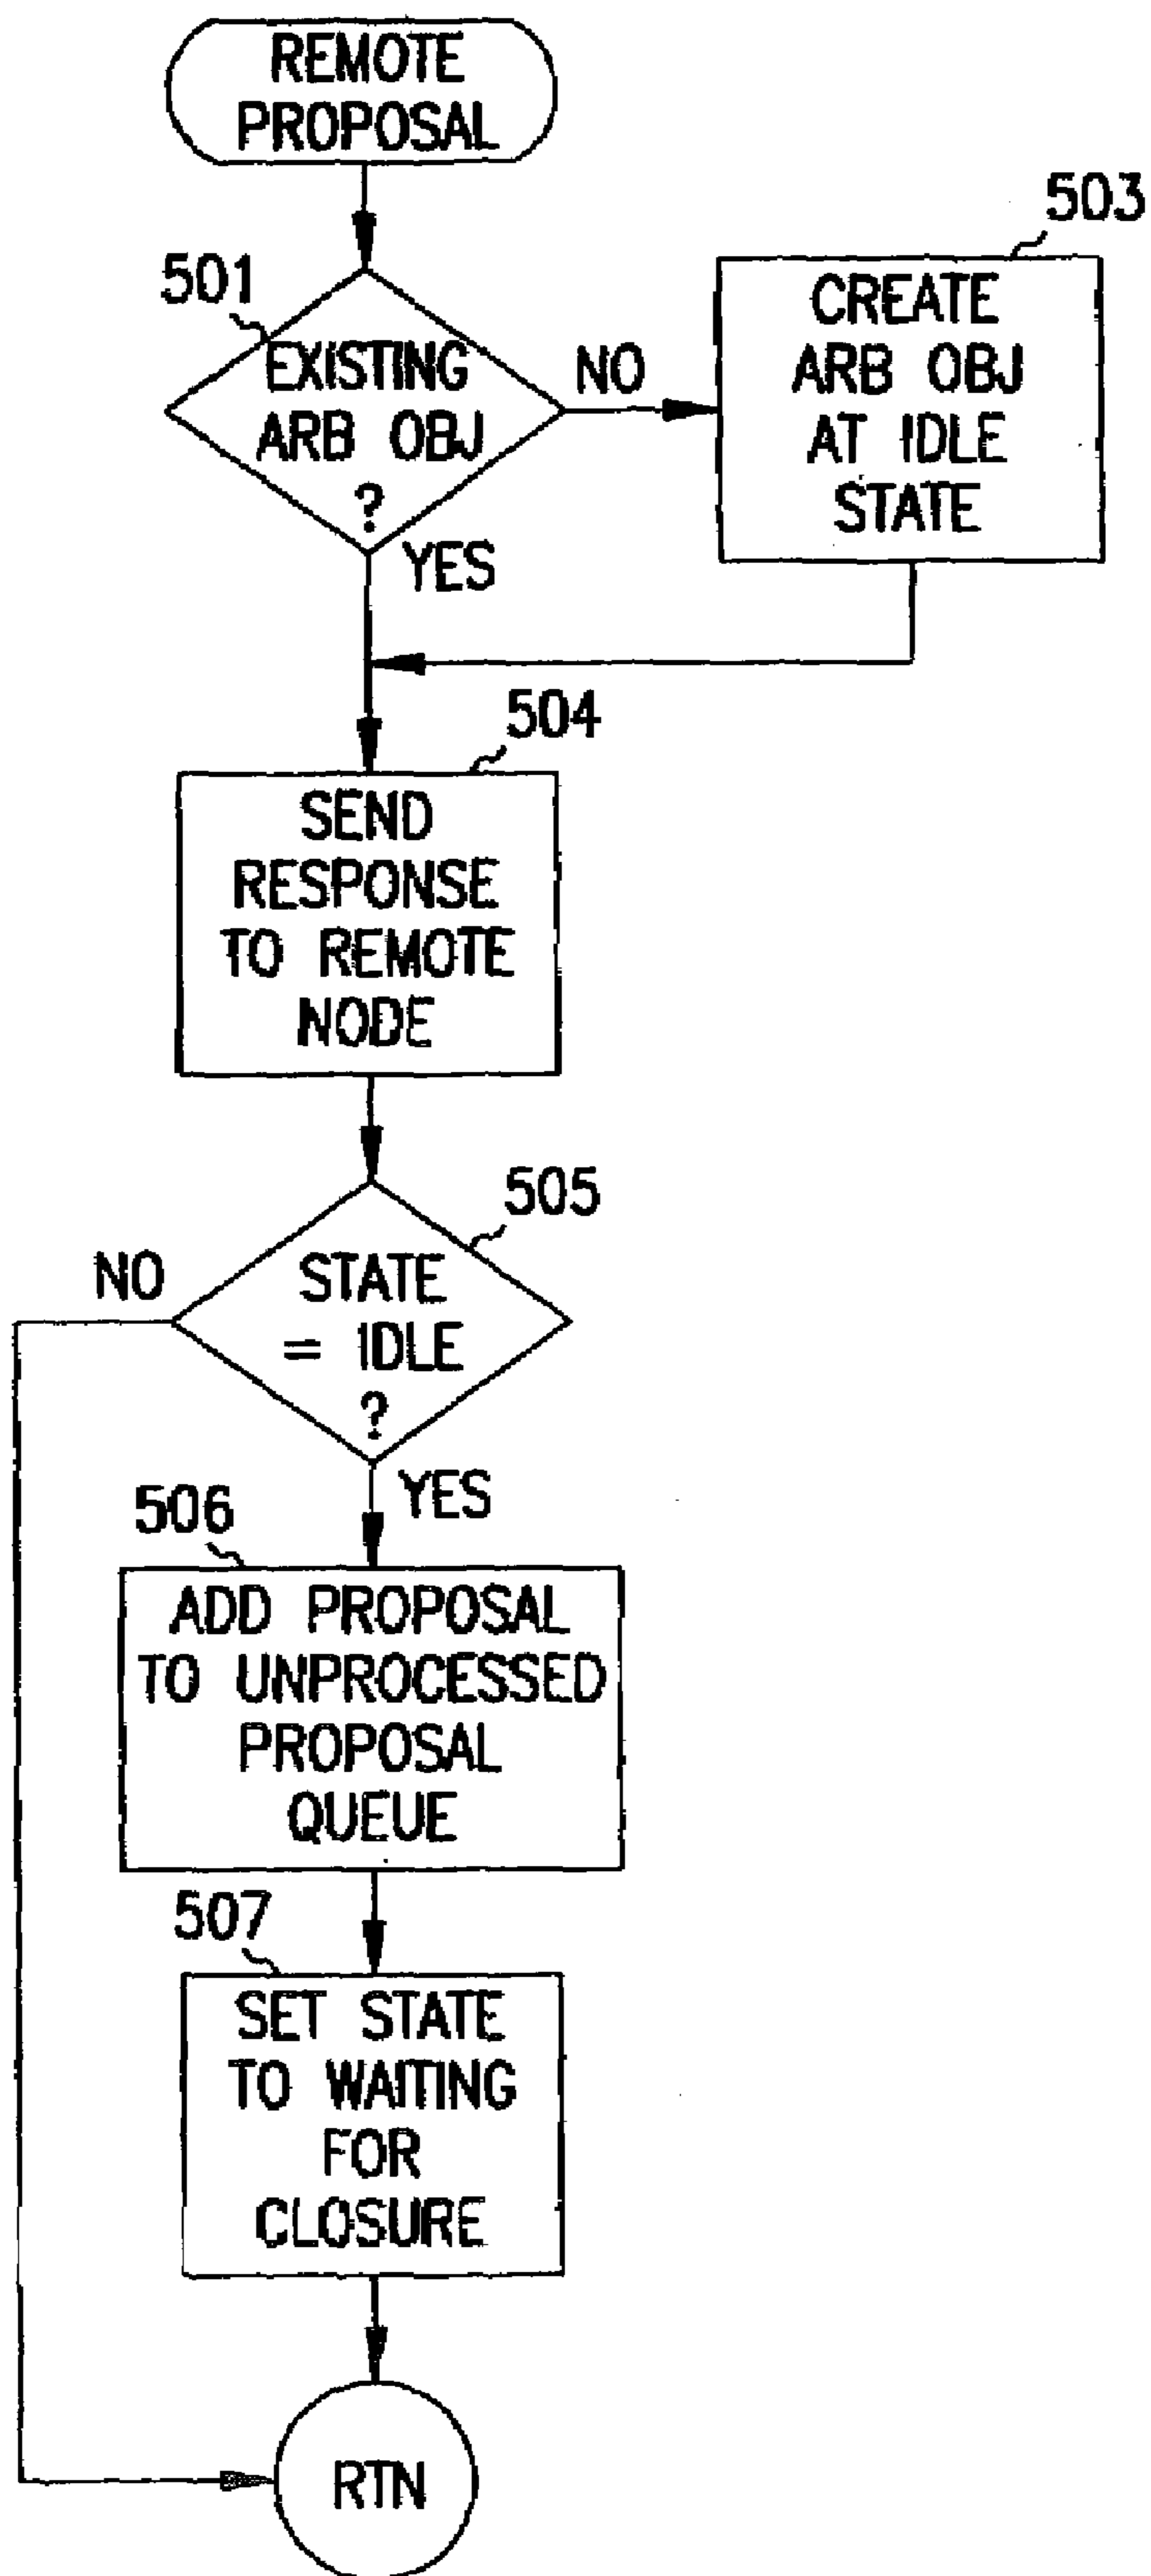 REMOTE
PROPOSAL
501
EXISTING
ARB OBJ
?
NO
YES
503
CREATE
ARB OBJ
AT IDLE
STATE
504
SEND
RESPONSE
TO REMOTE
NODE
505
NO
STATE
= IDLE
?
YES
506
ADD PROPOSAL
TO UNPROCESSED
PROPOSAL
QUEUE
507
SET STATE
TO WAITING
FOR
CLOSURE
RTN